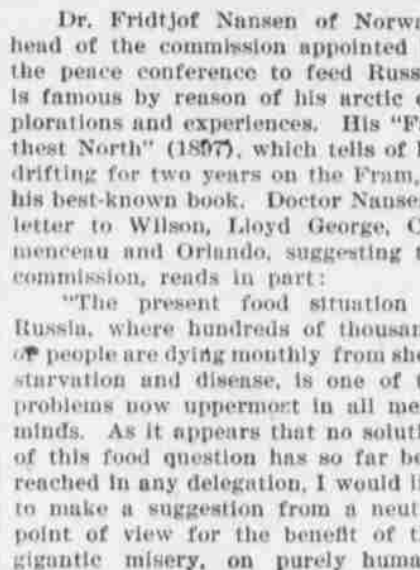 Dr. Fridtjof Nansen of Norwa
head of the commission appointed
the peace conference to feed Russ
is famous by reason of his arctic e
plorations and experiences. His "Fa
thest North" (1897), which tells of h
drifting for two years on the Fram,
his best-known book. Doctor Nansen
letter to Wilson, Lloyd George, C
menceau and Orlando, suggesting t
commission, reads in part:
"The present food situation
Russia, where hundreds of thousan
of people are dying monthly from she
starvation and disease, is one of t
problems now uppermost in all me
minds. As it appears that no soluti
of this food question has so far be
reached in any delegation, I would li
to make a suggestion from a neut
point of view for the benefit of t
gigantic misery, on purely human